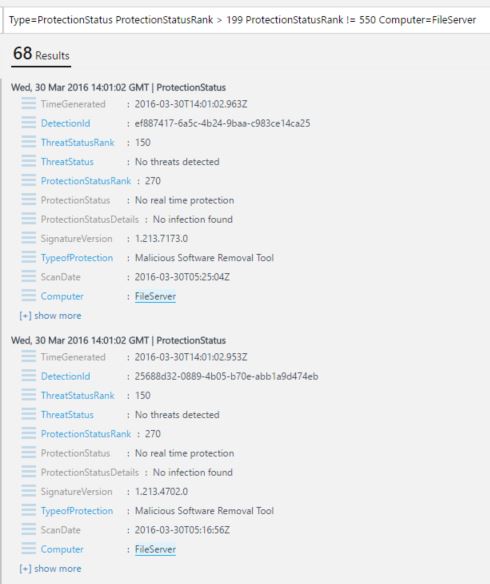 Type=ProtectionStatus ProtectionStatusRank > 199 ProtectionStatusRank != 550 Computer=FileServer
68 Results
Wed, 30 Mar 2016 14:01:02 GMT | ProtectionStatus
TimeGenerated : 2016-03-30T14:01:02.963Z
DetectionId : ef887417-6a5c-4b24-9baa-c983ce14ca25
ThreatStatusRank : 150
ThreatStatus : No threats detected
ProtectionStatusRank : 270
ProtectionStatus : No real time protection
ProtectionStatusDetails : No infection found
SignatureVersion : 1.213.7173.0
TypeofProtection : Malicious Software Removal Tool
ScanDate : 2016-03-30T05:25:04Z
Computer : FileServer
[+] show more
Wed, 30 Mar 2016 14:01:02 GMT | ProtectionStatus
TimeGenerated : 2016-03-30T14:01:02.953Z
DetectionId : 25688d32-0889-4b05-b70e-abb1a9d474eb
ThreatStatusRank : 150
ThreatStatus : No threats detected
ProtectionStatusRank : 270
ProtectionStatus : No real time protection
ProtectionStatusDetails : No infection found
SignatureVersion : 1.213.4702.0
TypeofProtection : Malicious Software Removal Tool
ScanDate : 2016-03-30T05:16:56Z
Computer : FileServer
[+] show more